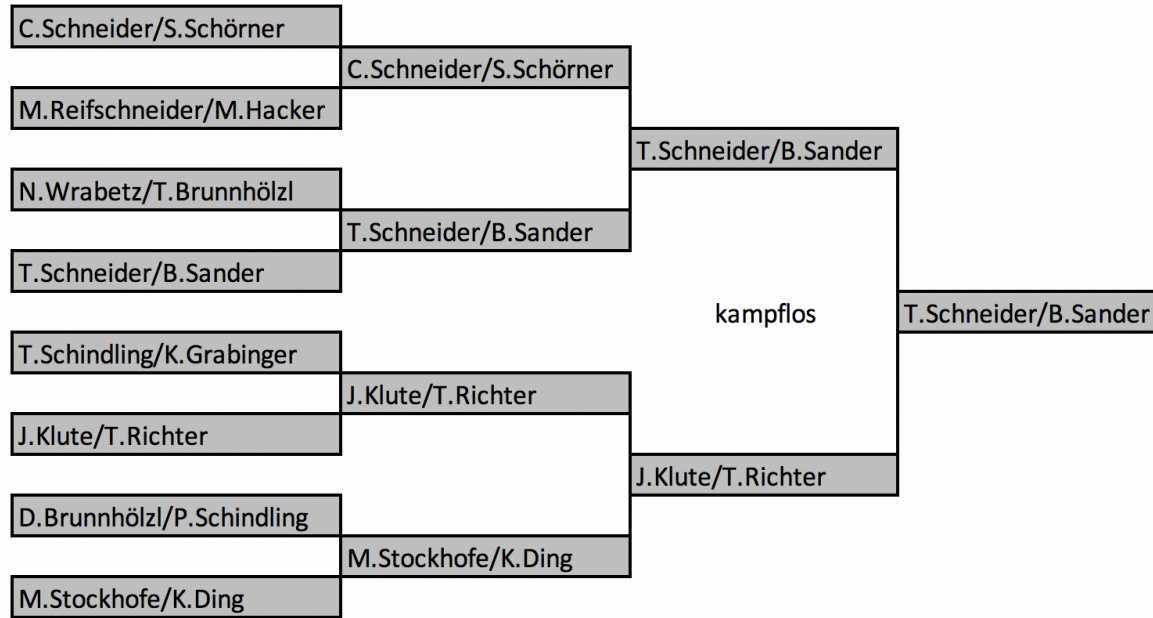 C.Schneider/S.Schörner
C.Schneider/S.Schörner
M.Reifschneider/M.Hacker
T.Schneider/B.Sander
N.Wrabetz/T.Brunnhölzl
T.Schneider/B.Sander
T.Schneider/B.Sander
kampflos
T.Schneider/B.Sander
T.Schindling/K.Grabinger
J.Klute/T.Richter
J.Klute/T.Richter
J.Klute/T.Richter
D.Brunnhölzl/P.Schindling
M.Stockhofe/K.Ding
M.Stockhofe/K.Ding